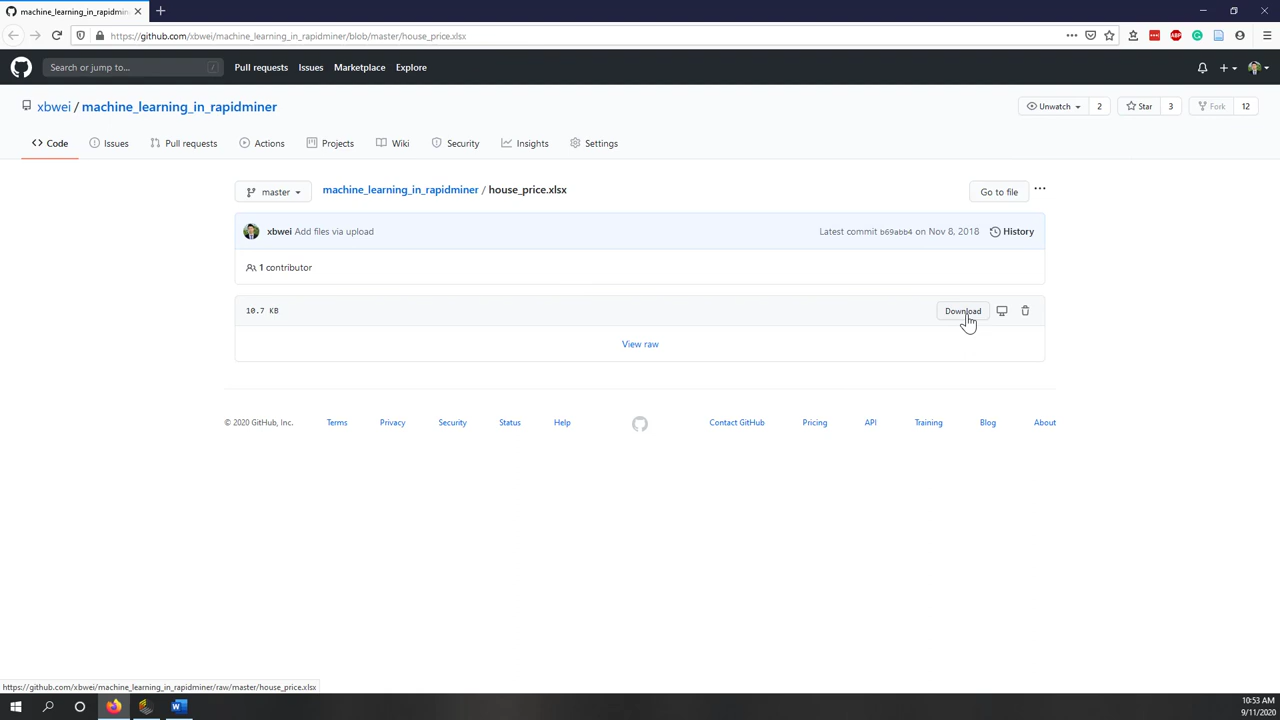 machine_learning_in_rapidmin
https://github.com/xbwei/machine_learning_in_rapidminer/blob/master/house_price.xlsx
Search or jump to...
/
Pull requests
Issues
Marketplace
Explore
xbwei / machine_learning_in_rapidminer
Unwatch 2
Star 3
Fork 12
Code
Issues
Pull requests
Actions
Projects
Wiki
Security
Insights
Settings
master
machine_learning_in_rapidminer / house_price.xlsx
Go to file
xbwei Add files via upload
Latest commit b69abb4 on Nov 8, 2018
History
1 contributor
10.7 KB
Download
View raw
© 2020 GitHub, Inc.
Terms
Privacy
Security
Status
Help
Contact GitHub
Pricing
API
Training
Blog
About
https://github.com/xbwei/machine_learning_in_rapidminer/raw/master/house_price.xlsx
10:53 AM
9/11/2020